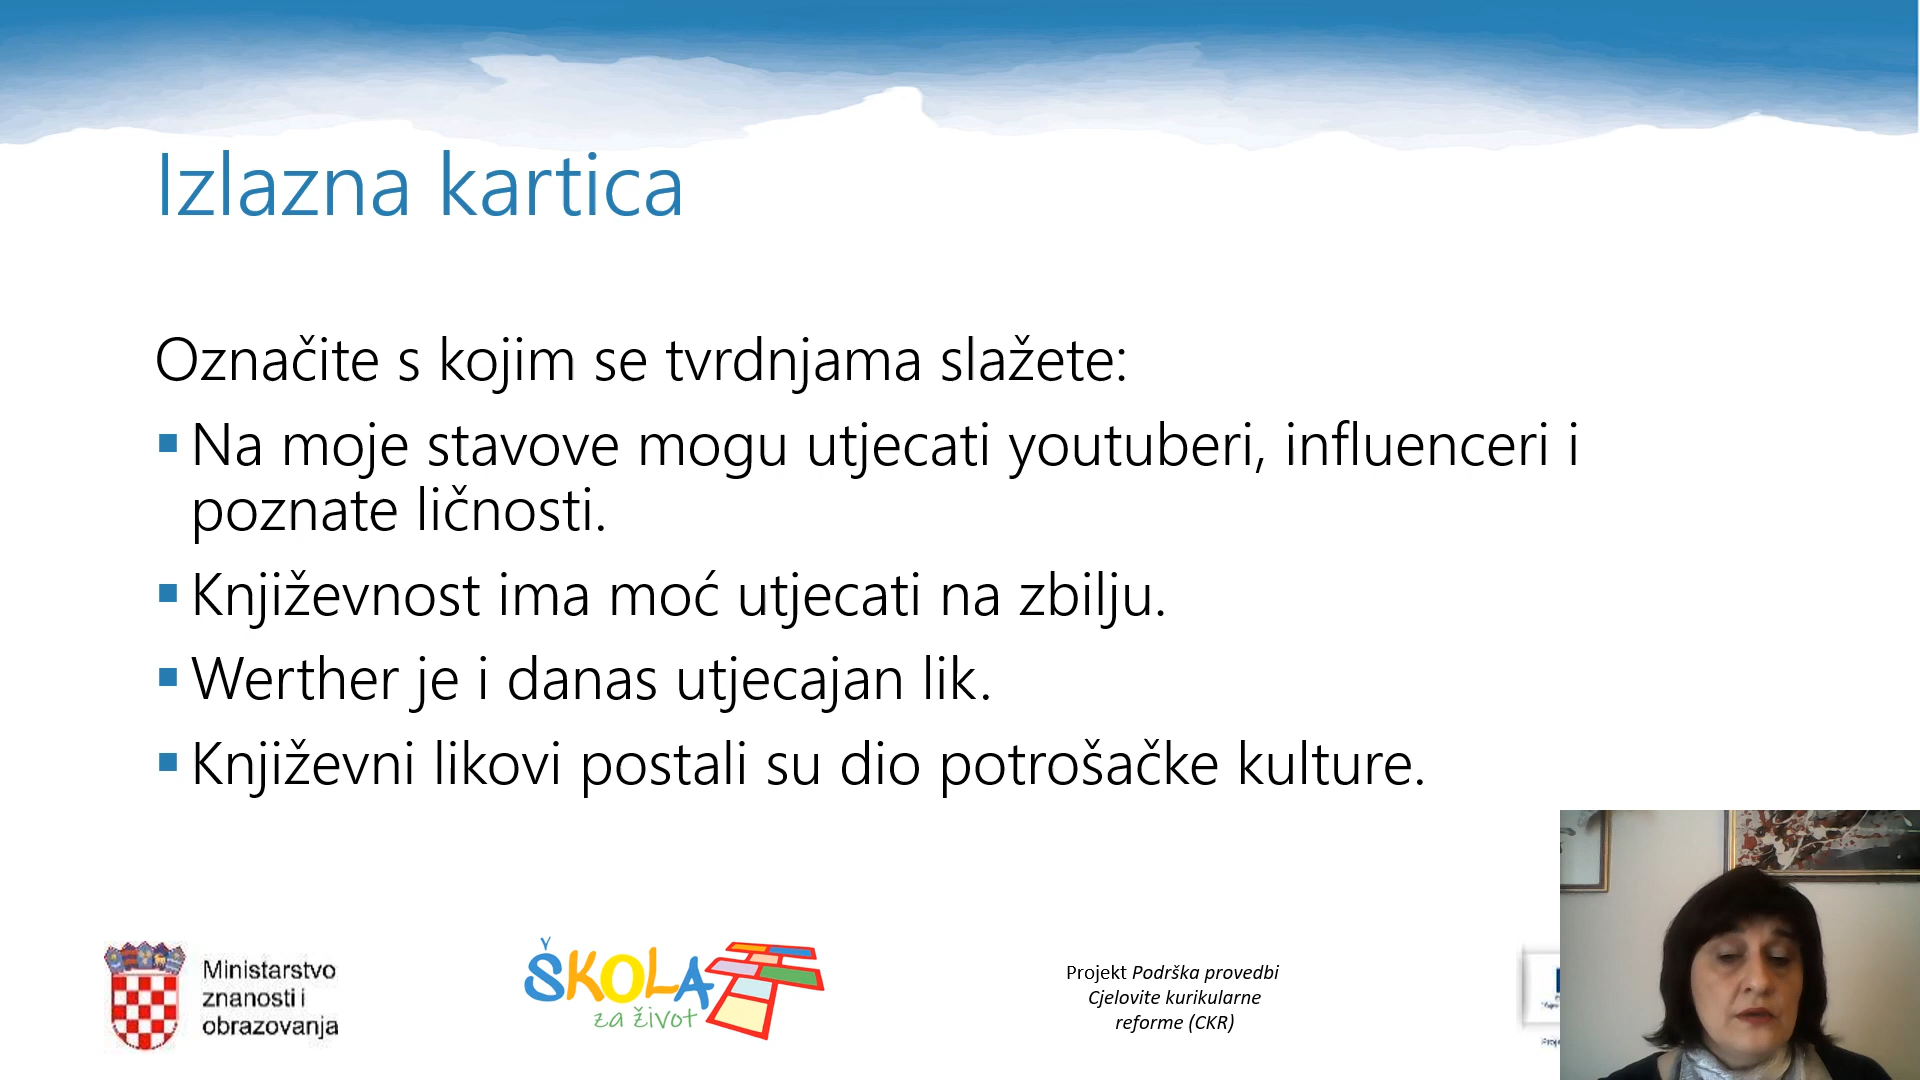 Izlazna kartica
Označite s kojim se tvrdnjama slažete:
Na moje stavove mogu utjecati youtuberi, influenceri i
poznate ličnosti.
Književnost ima moć utjecati na zbilju.
Werther je i danas utjecajan lik.
Književni likovi postali su dio potrošačke kulture.
Ministarstvo
znanosti i
obrazovanja
ŠKOLA
za život
Projekt Podrška provedbi
Cjelovite kurikularne
reforme (CKR)